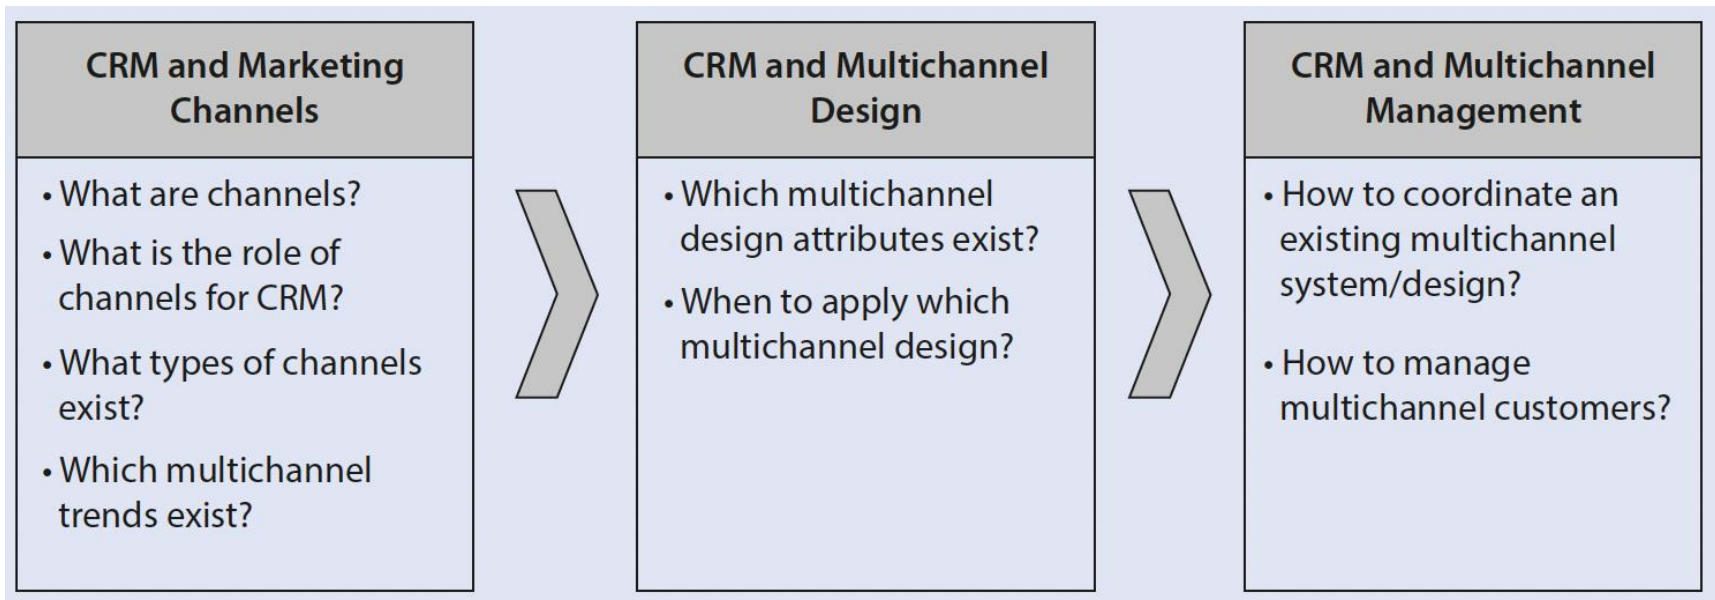 CRM and Marketing
Channels
• What are channels?
• What is the role of
channels for CRM?
• What types of channels
exist?
• Which multichannel
trends exist?
CRM and Multichannel
Design
• Which multichannel
design attributes exist?
• When to apply which
multichannel design?
CRM and Multichannel
Management
• How to coordinate an
existing multichannel
system/design?
• How to manage
multichannel customers?